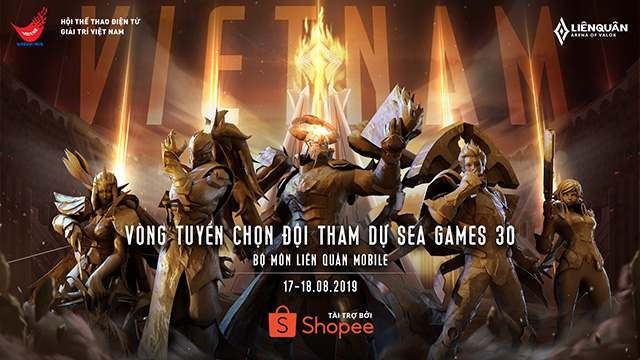 HỘI THỂ THAO ĐIỆN TỬ
GIẢI TRÍ VIỆT NAM
LIÊNQUÂN
ARENA OF VALOR
VIETNAM
VÒNG TUYỂN CHỌN ĐỘI THAM DỰ SEA GAMES 30
BỘ MÔN LIÊN QUÂN MOBILE
17-18.08.2019
TÀI TRỢ BỞI
S Shopee